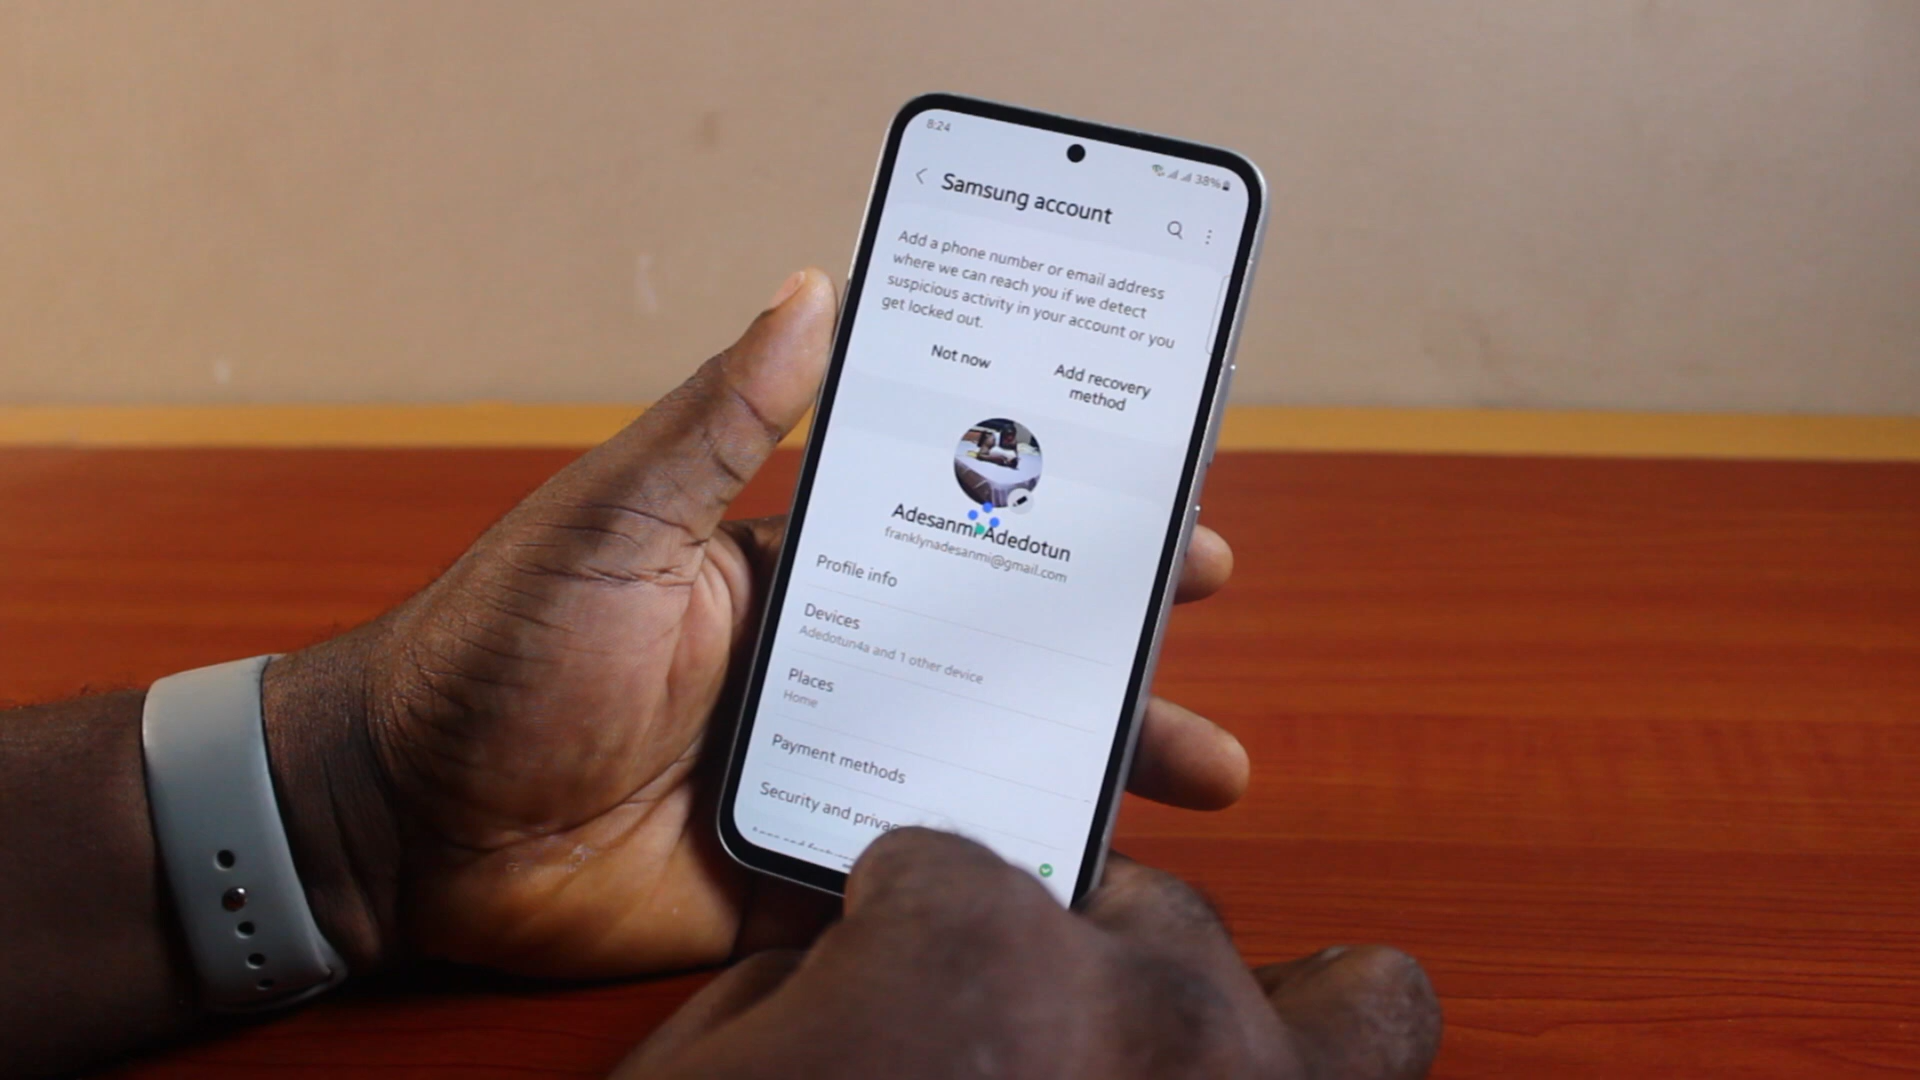 8:24
38%
Samsung account
Add a phone number or email address
where we can reach you if we detect
suspicious activity in your account or you
get locked out.
Not now
Add recovery
method
Adesanmi Adedotun
franklynadesanmi@gmail.com
Profile info
Devices
Adedotun4a and 1 other device
Places
Home
Payment methods
Security and